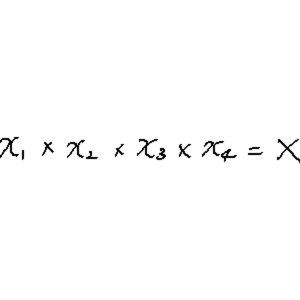 x₁ × x₂ × x₃ × x₄ = X